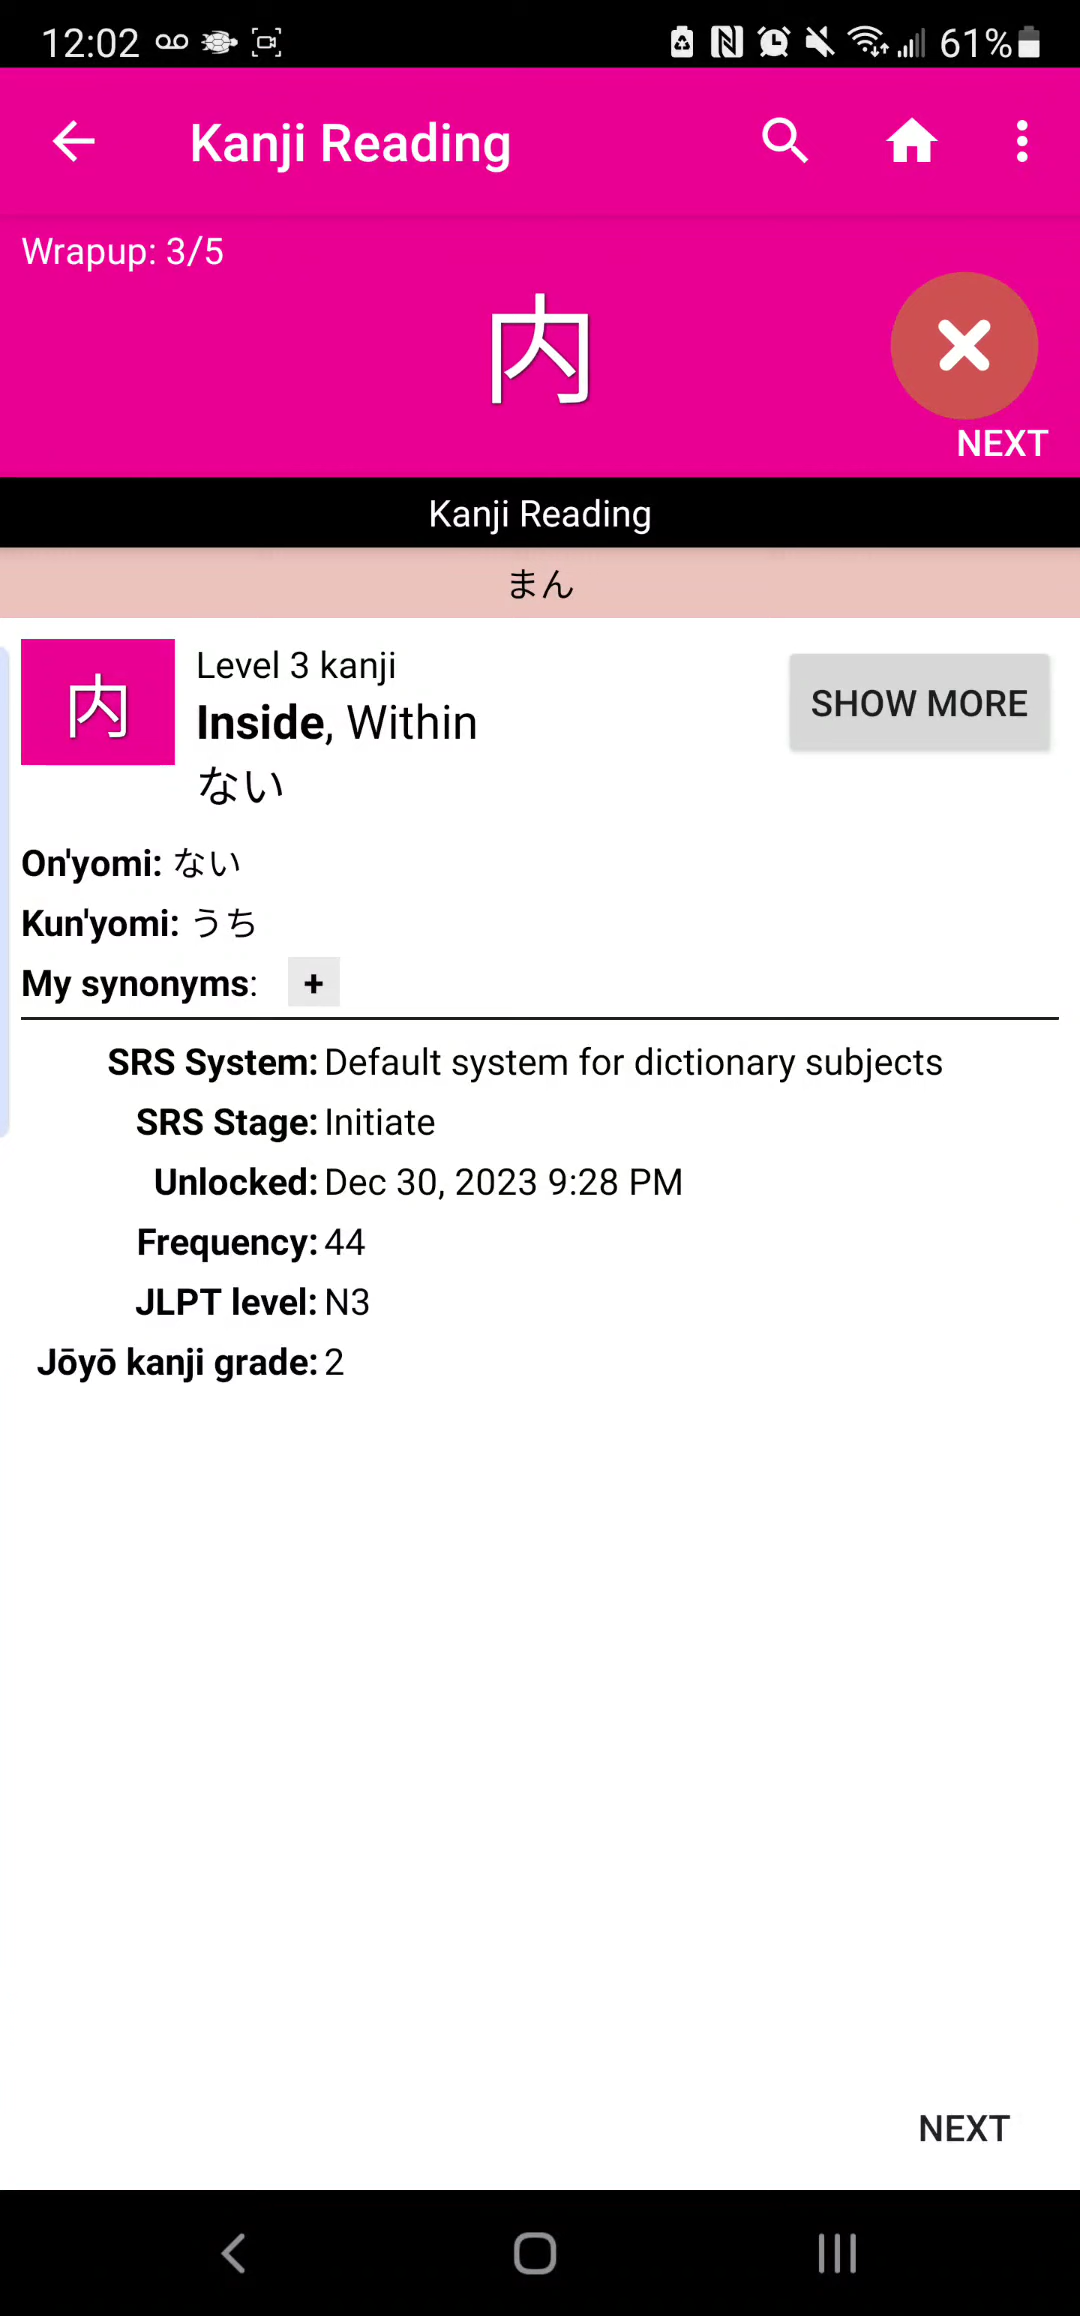 12:02
61%
Kanji Reading
Wrapup: 3/5
内
NEXT
Kanji Reading
まん
内
Level 3 kanji
Inside, Within
ない
SHOW MORE
On'yomi: ない
Kun'yomi: うち
My synonyms: +
SRS System: Default system for dictionary subjects
SRS Stage: Initiate
Unlocked: Dec 30, 2023 9:28 PM
Frequency: 44
JLPT level: N3
Jōyō kanji grade: 2
NEXT